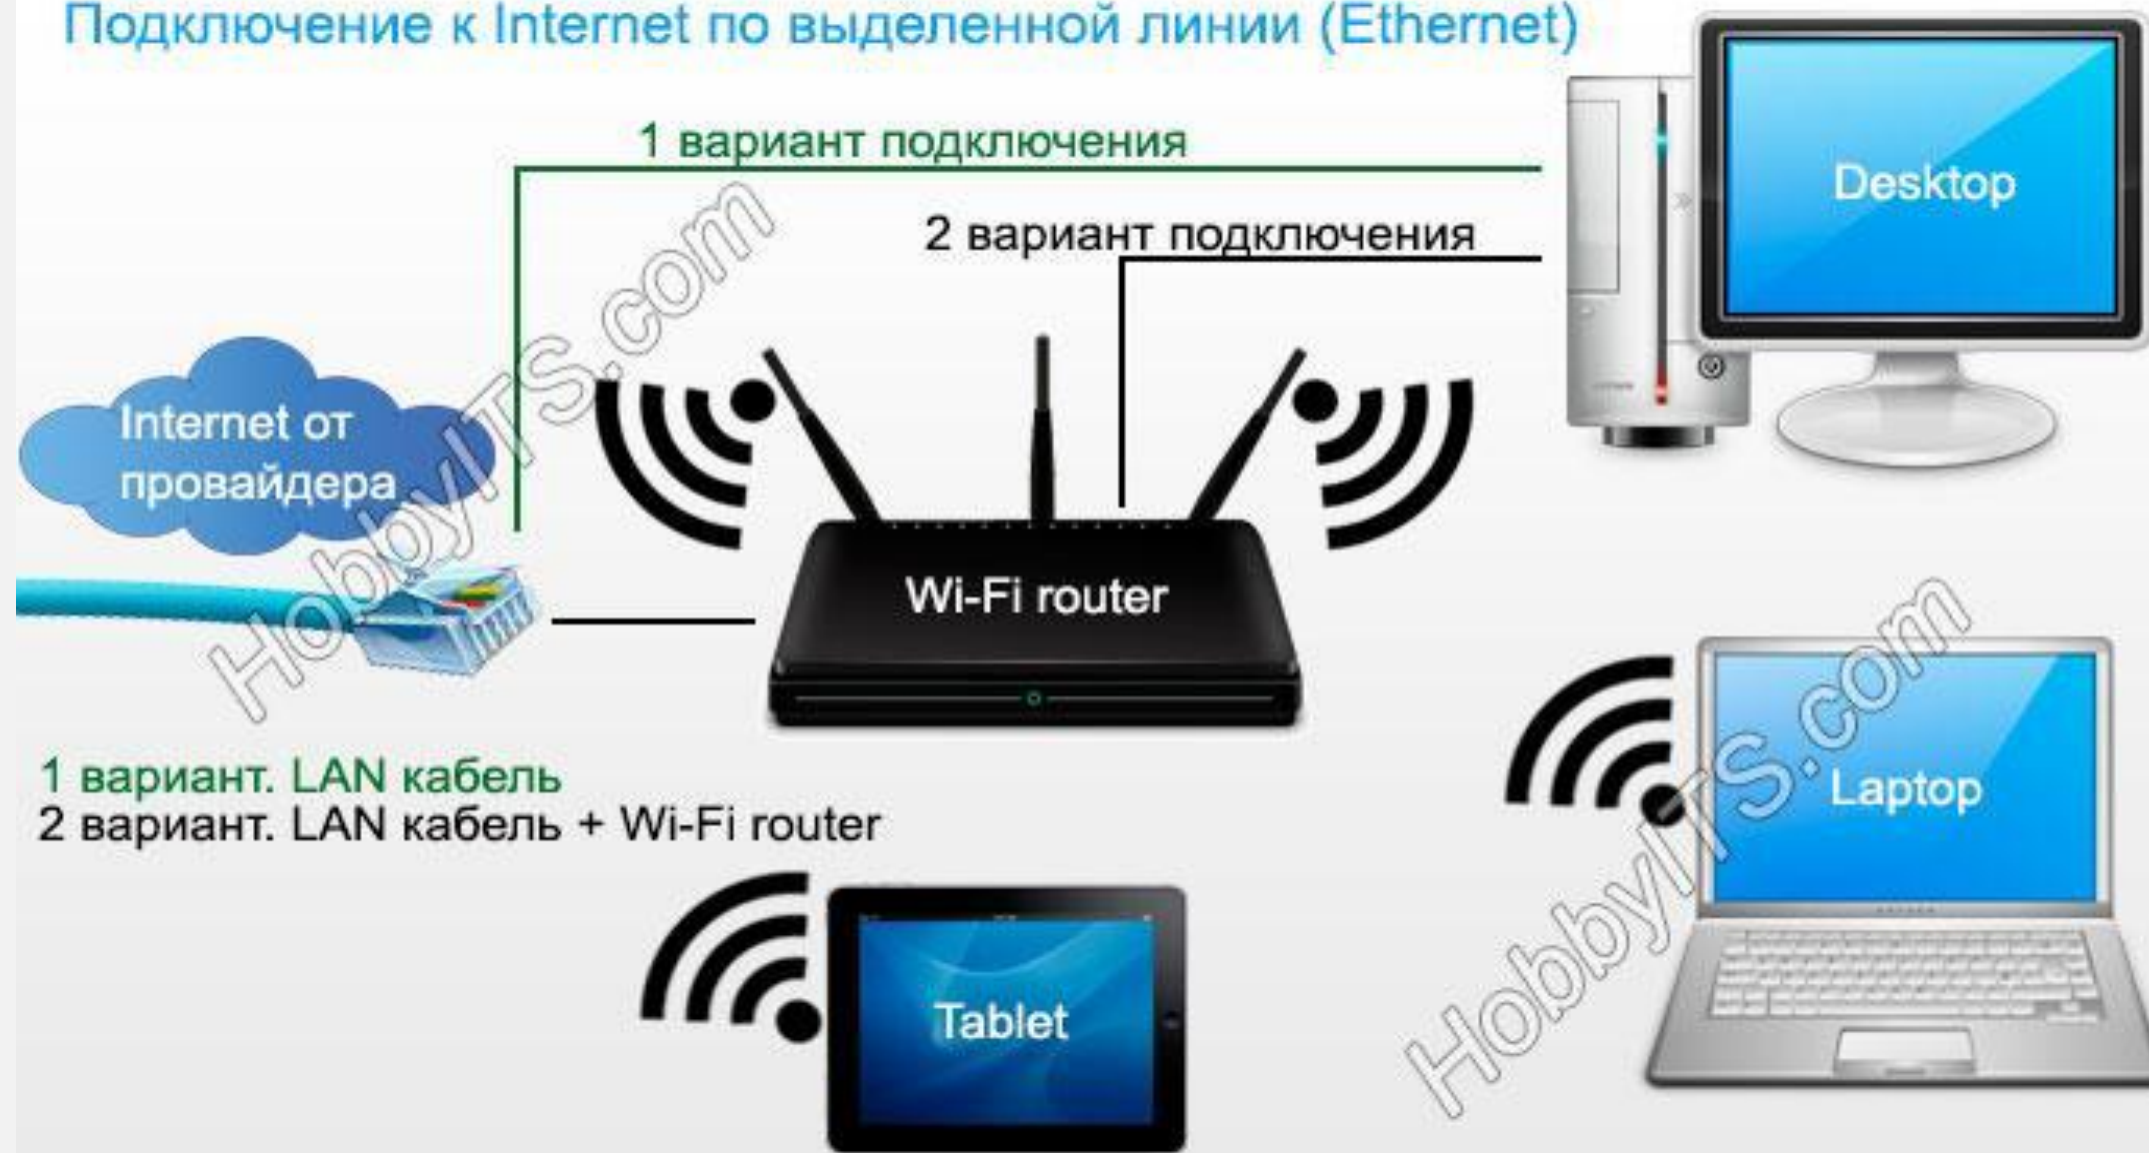 Подключение к Internet по выделенной линии (Ethernet)
1 вариант подключения
Desktop
2 вариант подключения
HobbyITS.com
Internet от
провайдера
Wi-Fi router
1 вариант. LAN кабель
2 вариант. LAN кабель + Wi-Fi router
Laptop
HobbyITS.com
Tablet